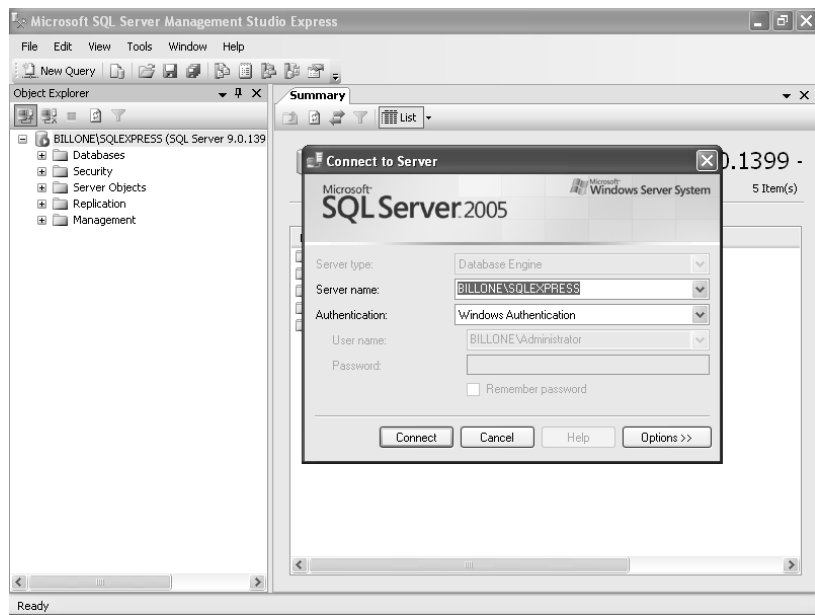 Microsoft SQL Server Management Studio Express
File Edit View Tools Window Help
New Query
Object Explorer
BILLONE\SQLEXPRESS (SQL Server 9.0.139
Databases
Security
Server Objects
Replication
Management
Summary
List
0.1399 -
5 Item(s)
Connect to Server
Microsoft
SQL Server 2005
Microsoft
Windows Server System
Server type: Database Engine
Server name: BILLONE\SQLEXPRESS
Authentication: Windows Authentication
User name: BILLONE\Administrator
Password:
Remember password
Connect Cancel Help Options >>
Ready